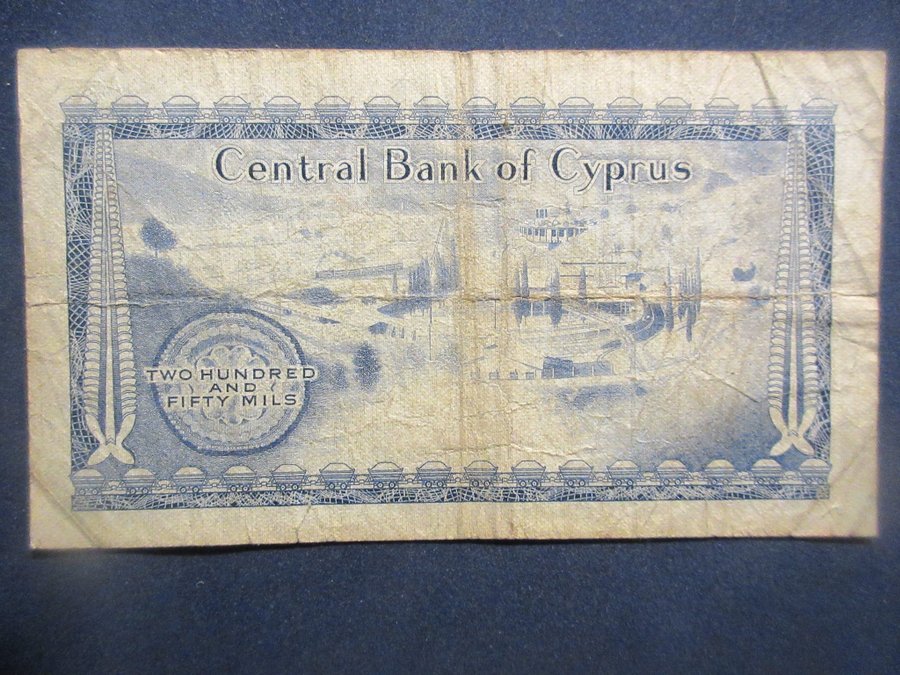 Central Bank of Cyprus
TWO HUNDRED
AND
FIFTY MILS